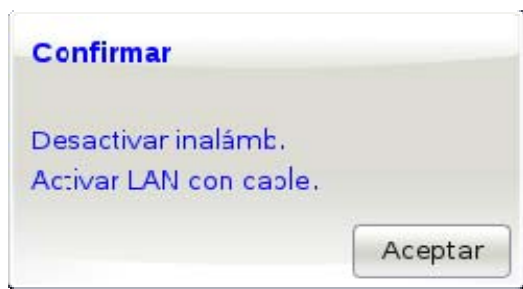 Confirmar
Desactivar inalámb.
Activar LAN con cable.
Aceptar